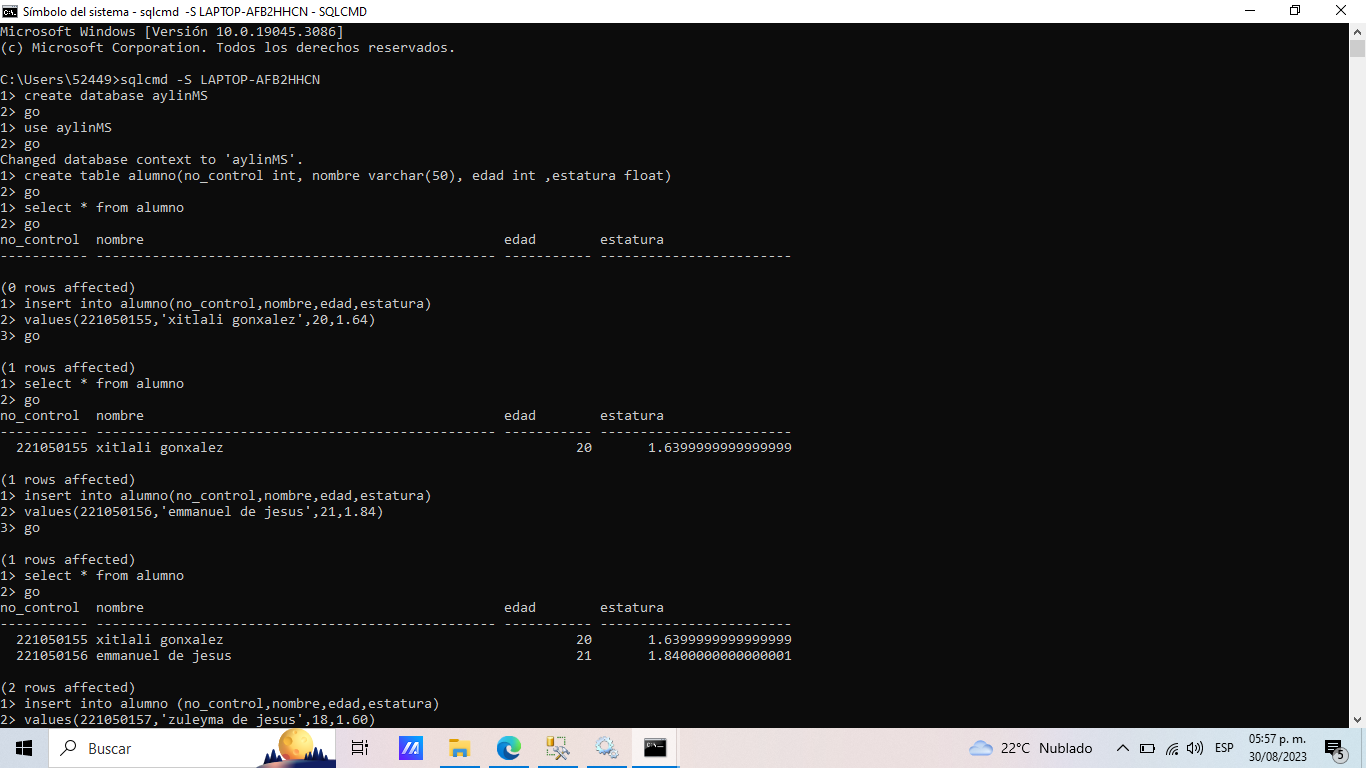 Símbolo del sistema - sqlcmd  -S LAPTOP-AFB2HHCN - SQLCMD
Microsoft Windows [Versión 10.0.19045.3086]
(c) Microsoft Corporation. Todos los derechos reservados.
C:\Users\52449>sqlcmd -S LAPTOP-AFB2HHCN
1> create database aylinMS
2> go
1> use aylinMS
2> go
Changed database context to 'aylinMS'.
1> create table alumno(no_control int, nombre varchar(50), edad int ,estatura float)
2> go
1> select * from alumno
2> go
no_control  nombre                                             edad        estatura
----------- -------------------------------------------------- ----------- ------------------------
(0 rows affected)
1> insert into alumno(no_control,nombre,edad,estatura)
2> values(221050155,'xitlali gonxalez',20,1.64)
3> go
(1 rows affected)
1> select * from alumno
2> go
no_control  nombre                                             edad        estatura
----------- -------------------------------------------------- ----------- ------------------------
  221050155 xitlali gonxalez                                            20       1.6399999999999999
(1 rows affected)
1> insert into alumno(no_control,nombre,edad,estatura)
2> values(221050156,'emmanuel de jesus',21,1.84)
3> go
(1 rows affected)
1> select * from alumno
2> go
no_control  nombre                                             edad        estatura
----------- -------------------------------------------------- ----------- ------------------------
  221050155 xitlali gonxalez                                            20       1.6399999999999999
  221050156 emmanuel de jesus                                           21       1.8400000000000001
(2 rows affected)
1> insert into alumno (no_control,nombre,edad,estatura)
2> values(221050157,'zuleyma de jesus',18,1.60)
Buscar
22°C  Nublado
ESP
05:57 p. m.
30/08/2023
5